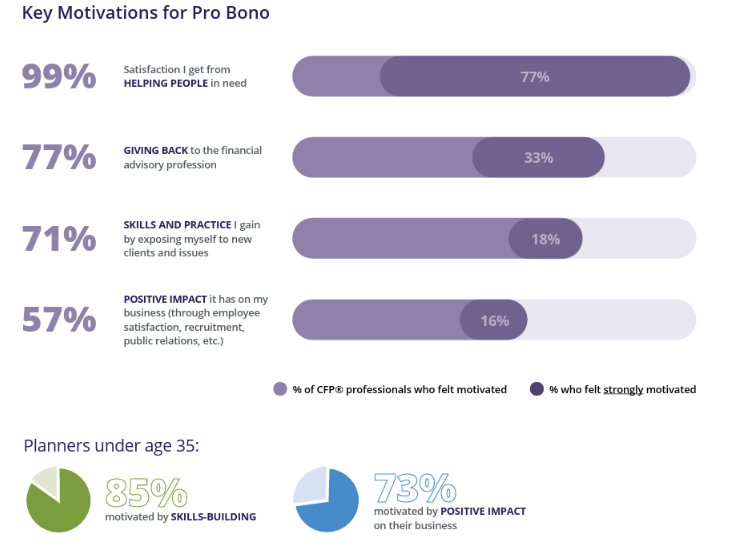 Key Motivations for Pro Bono
99%
Satisfaction I get from
HELPING PEOPLE in need
77%
77%
GIVING BACK to the financial
advisory profession
33%
71%
SKILLS AND PRACTICE I gain
by exposing myself to new
clients and issues
18%
57%
POSITIVE IMPACT it has on my
business (through employee
satisfaction, recruitment,
public relations, etc.)
16%
% of CFP® professionals who felt motivated
% who felt strongly motivated
Planners under age 35:
85%
motivated by SKILLS-BUILDING
73%
motivated by POSITIVE IMPACT
on their business